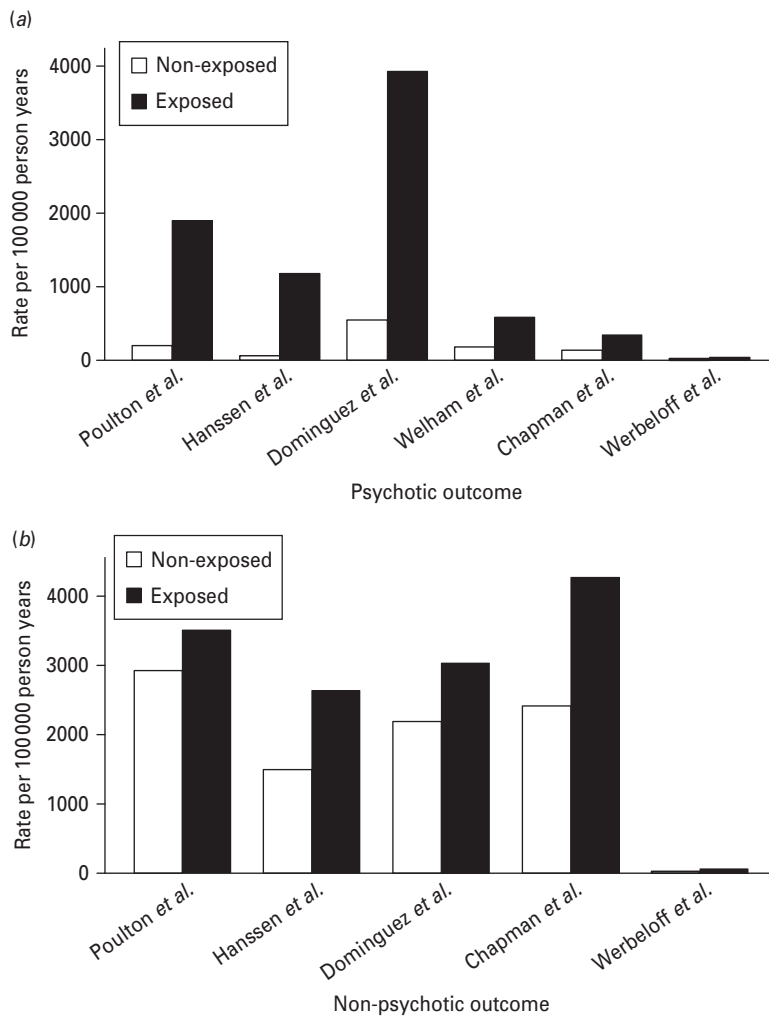 (a)
4000
3000
2000
1000
0
Rate per 100 000 person years
Non-exposed
Exposed
Poulton et al.
Hanssen et al.
Dominguez et al.
Welham et al.
Chapman et al.
Werbeloff et al.
Psychotic outcome
(b)
4000
3000
2000
1000
0
Rate per 100 000 person years
Non-exposed
Exposed
Poulton et al.
Hanssen et al.
Dominguez et al.
Chapman et al.
Werbeloff et al.
Non-psychotic outcome